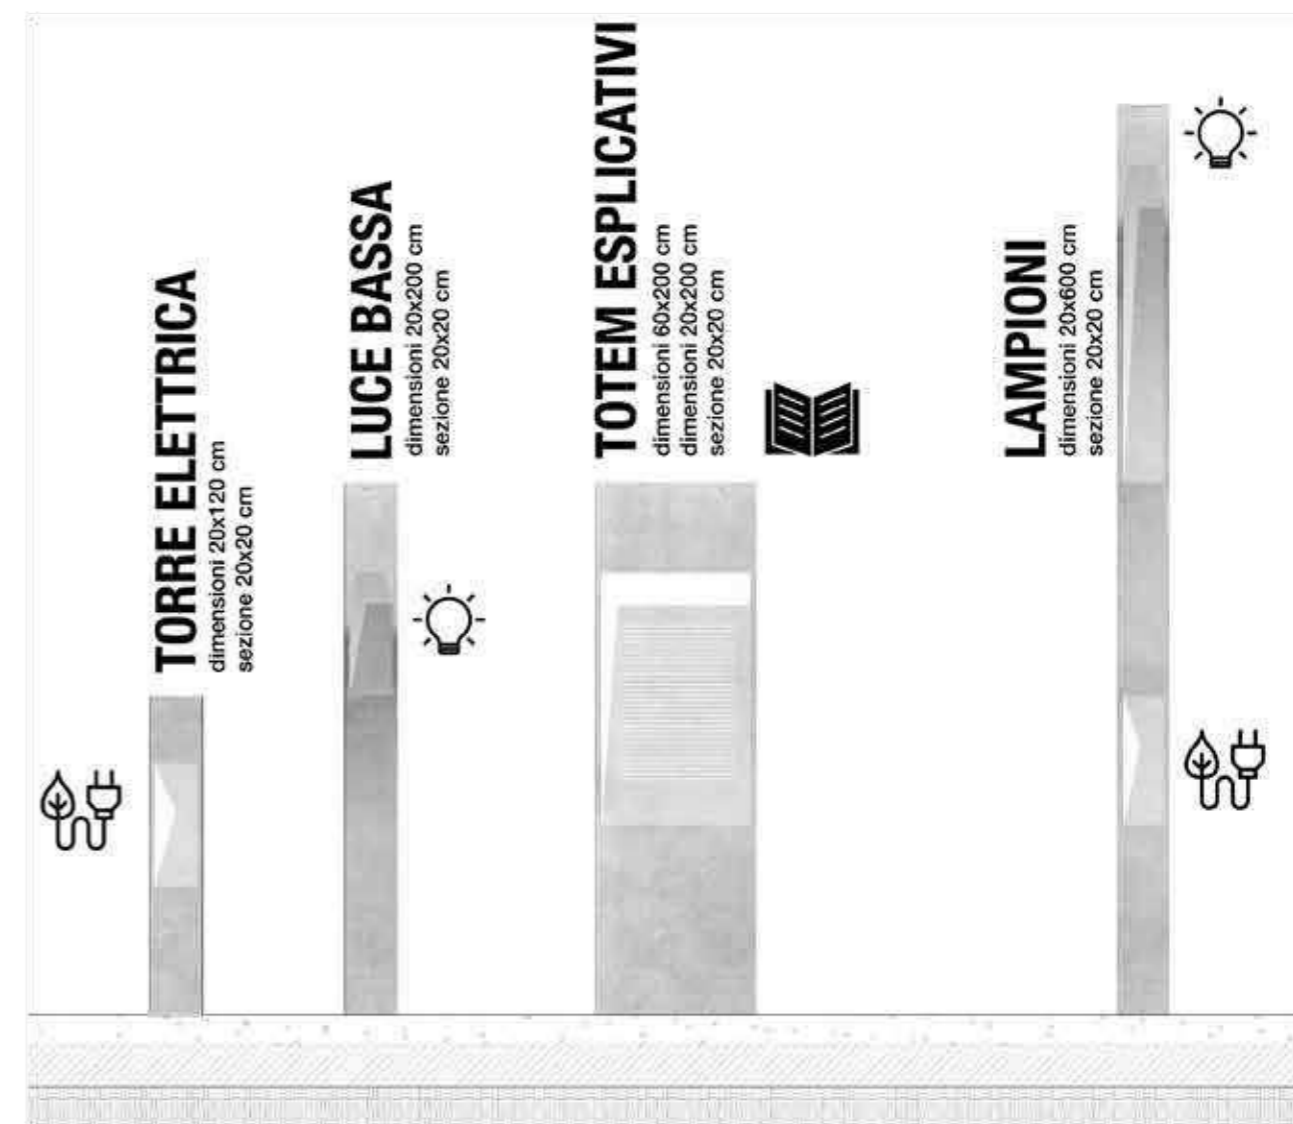 TORRE ELETTRICA
dimensioni 20x120 cm
sezione 20x20 cm
LUCE BASSA
dimensioni 20x200 cm
sezione 20x20 cm
TOTEM ESPLICATIVI
dimensioni 60x200 cm
dimensioni 20x200 cm
sezione 20x20 cm
LAMPIONI
dimensioni 20x600 cm
sezione 20x20 cm